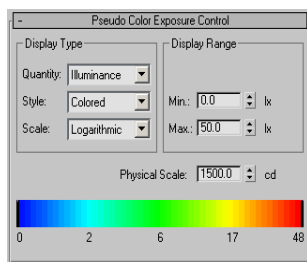 - Pseudo Color Exposure Control
Display Type
Quantity: Illuminance
Style: Colored
Scale: Logarithmic
Display Range
Min.: 0.0 lx
Max.: 50.0 lx
Physical Scale: 1500.0 cd
0 2 6 17 48